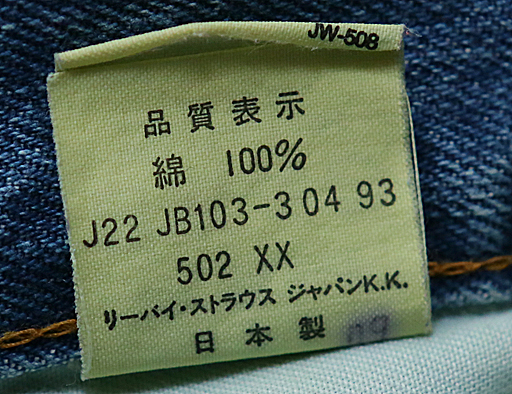 JW-508
品質表示
綿 100%
J22 JB103-3 04 93
502 XX
リーバイ・ストラウス ジャパンK.K.
日本製